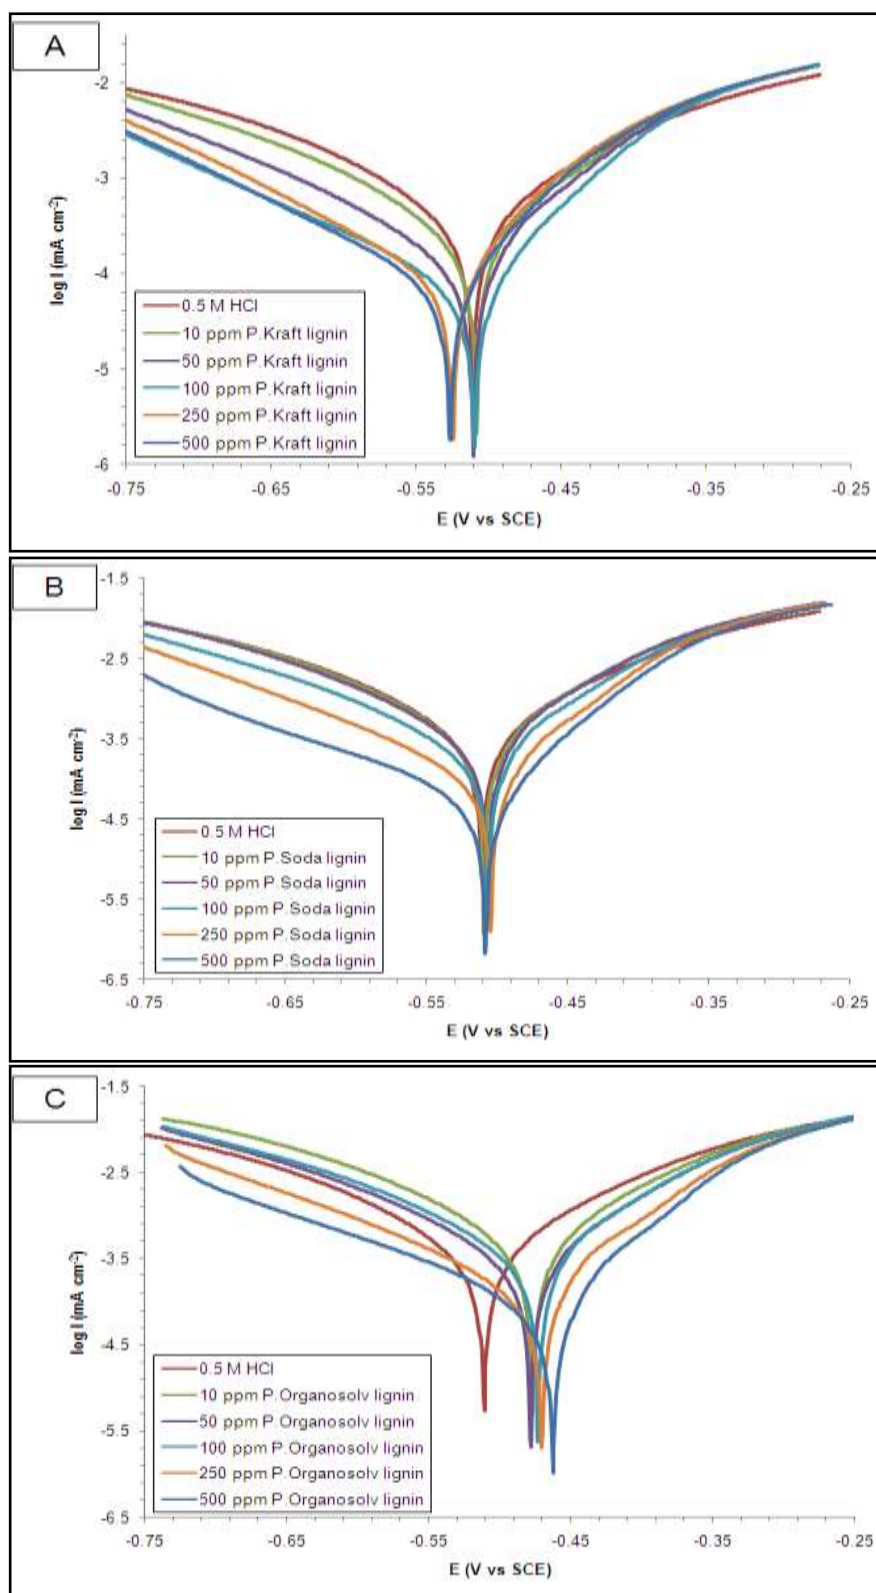 A
-2
-3
-4
-5
-6
log I (mA cm-2)
0.5 M HCl
10 ppm P.Kraft lignin
50 ppm P.Kraft lignin
100 ppm P.Kraft lignin
250 ppm P.Kraft lignin
500 ppm P.Kraft lignin
-0.75 -0.65 -0.55 -0.45 -0.35 -0.25
E (V vs SCE)
B
-1.5
-2.5
-3.5
-4.5
-5.5
-6.5
log I (mA cm-2)
0.5 M HCl
10 ppm P.Soda lignin
50 ppm P.Soda lignin
100 ppm P.Soda lignin
250 ppm P.Soda lignin
500 ppm P.Soda lignin
-0.75 -0.65 -0.55 -0.45 -0.35 -0.25
E (V vs SCE)
C
-1.5
-2.5
-3.5
-4.5
-5.5
-6.5
log I (mA cm-2)
0.5 M HCl
10 ppm P.Organosolv lignin
50 ppm P.Organosolv lignin
100 ppm P.Organosolv lignin
250 ppm P.Organosolv lignin
500 ppm P.Organosolv lignin
-0.75 -0.65 -0.55 -0.45 -0.35 -0.25
E (V vs SCE)